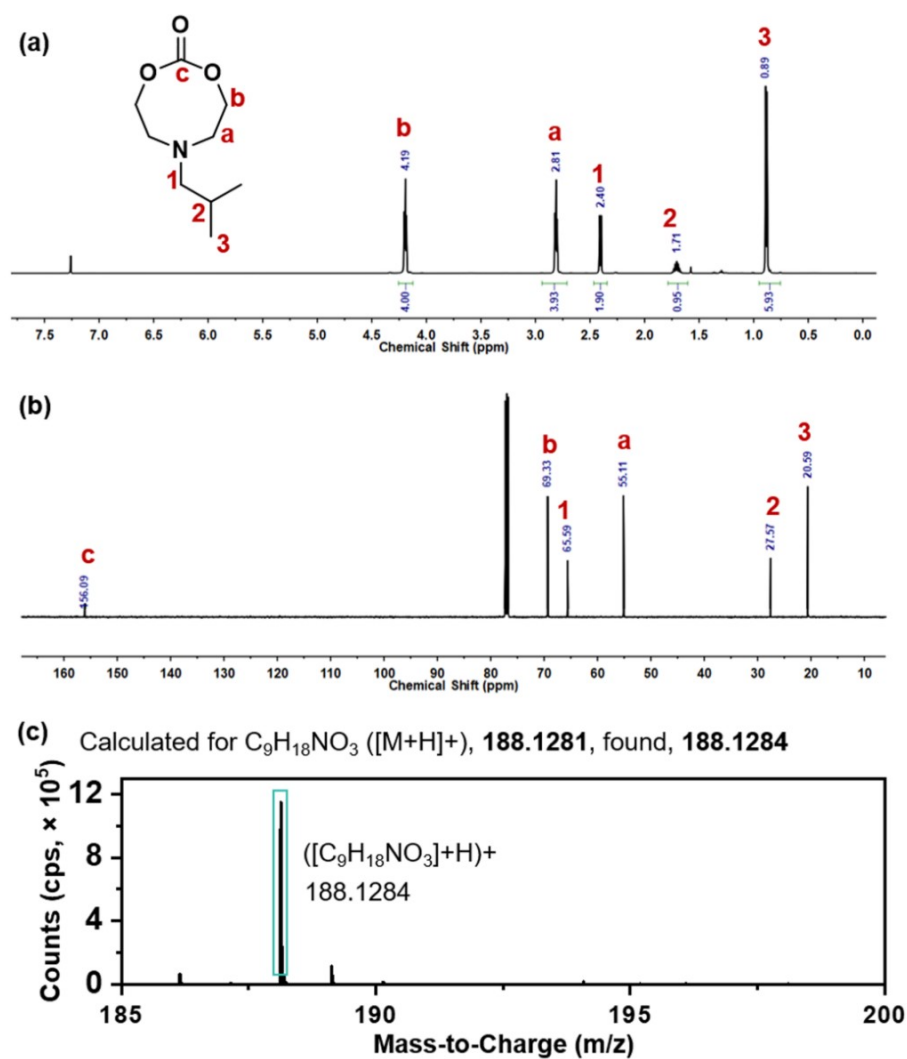 (a)
O
O
c
O
b
a
N
1
2
3
b
4.19
a
2.81
1
2.40
2
1.71
3
0.89
4.00
3.93
1.90
0.95
5.93
7.5 7.0 6.5 6.0 5.5 5.0 4.5 4.0 3.5 3.0 2.5 2.0 1.5 1.0 0.5 0.0
Chemical Shift (ppm)
(b)
c
156.09
b
69.33
1
65.59
a
55.11
2
27.57
3
20.59
160 150 140 130 120 110 100 90 80 70 60 50 40 30 20 10
Chemical Shift (ppm)
(c) Calculated for C₉H₁₈NO₃ ([M+H]+), 188.1281, found, 188.1284
Counts (cps, × 10⁵)
12
8
4
0
([C₉H₁₈NO₃]+H)+
188.1284
185 190 195 200
Mass-to-Charge (m/z)